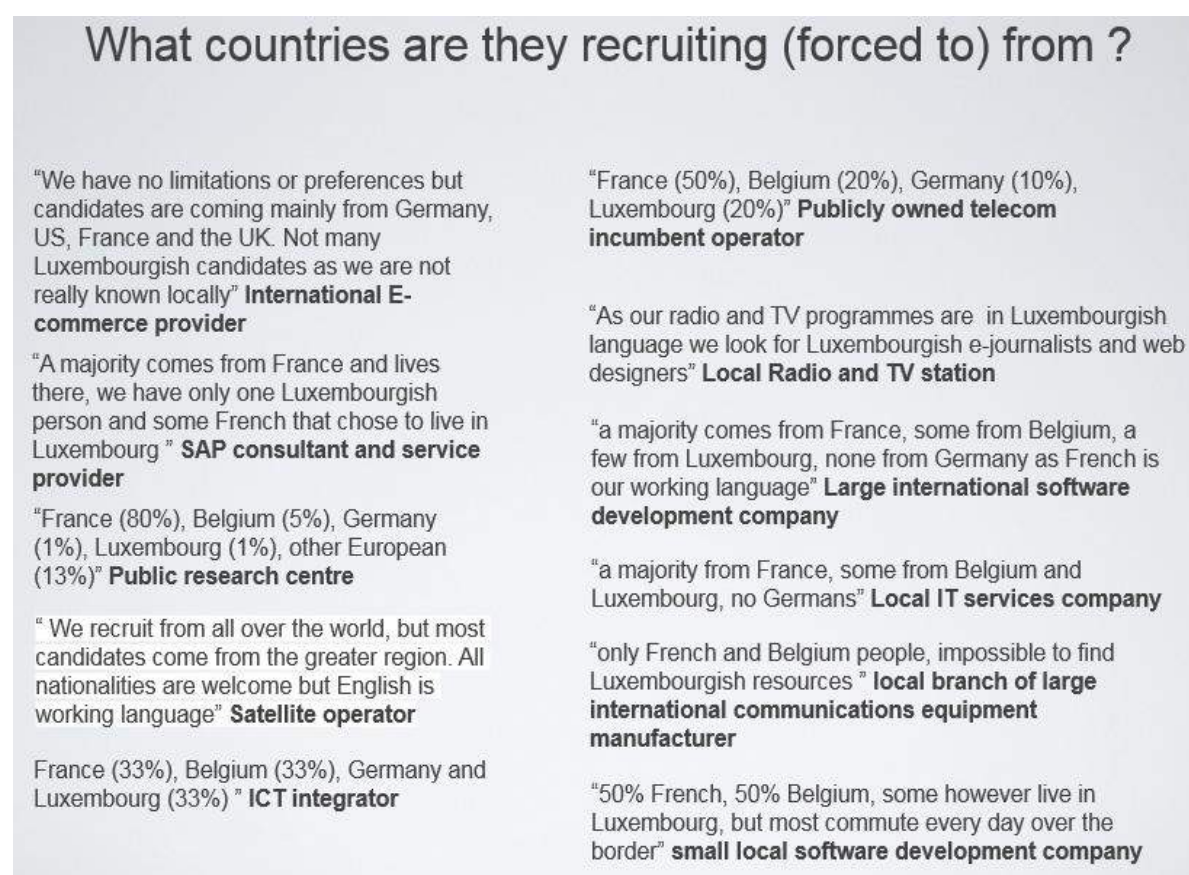 What countries are they recruiting (forced to) from ?
“We have no limitations or preferences but
candidates are coming mainly from Germany,
US, France and the UK. Not many
Luxembourgish candidates as we are not
really known locally” International E-
commerce provider
“A majority comes from France and lives
there, we have only one Luxembourgish
person and some French that chose to live in
Luxembourg ” SAP consultant and service
provider
“France (80%), Belgium (5%), Germany
(1%), Luxembourg (1%), other European
(13%)” Public research centre
“ We recruit from all over the world, but most
candidates come from the greater region. All
nationalities are welcome but English is
working language” Satellite operator
France (33%), Belgium (33%), Germany and
Luxembourg (33%) ” ICT integrator
“France (50%), Belgium (20%), Germany (10%),
Luxembourg (20%)” Publicly owned telecom
incumbent operator
“As our radio and TV programmes are in Luxembourgish
language we look for Luxembourgish e-journalists and web
designers” Local Radio and TV station
“a majority comes from France, some from Belgium, a
few from Luxembourg, none from Germany as French is
our working language” Large international software
development company
“a majority from France, some from Belgium and
Luxembourg, no Germans” Local IT services company
“only French and Belgium people, impossible to find
Luxembourgish resources ” local branch of large
international communications equipment
manufacturer
“50% French, 50% Belgium, some however live in
Luxembourg, but most commute every day over the
border” small local software development company